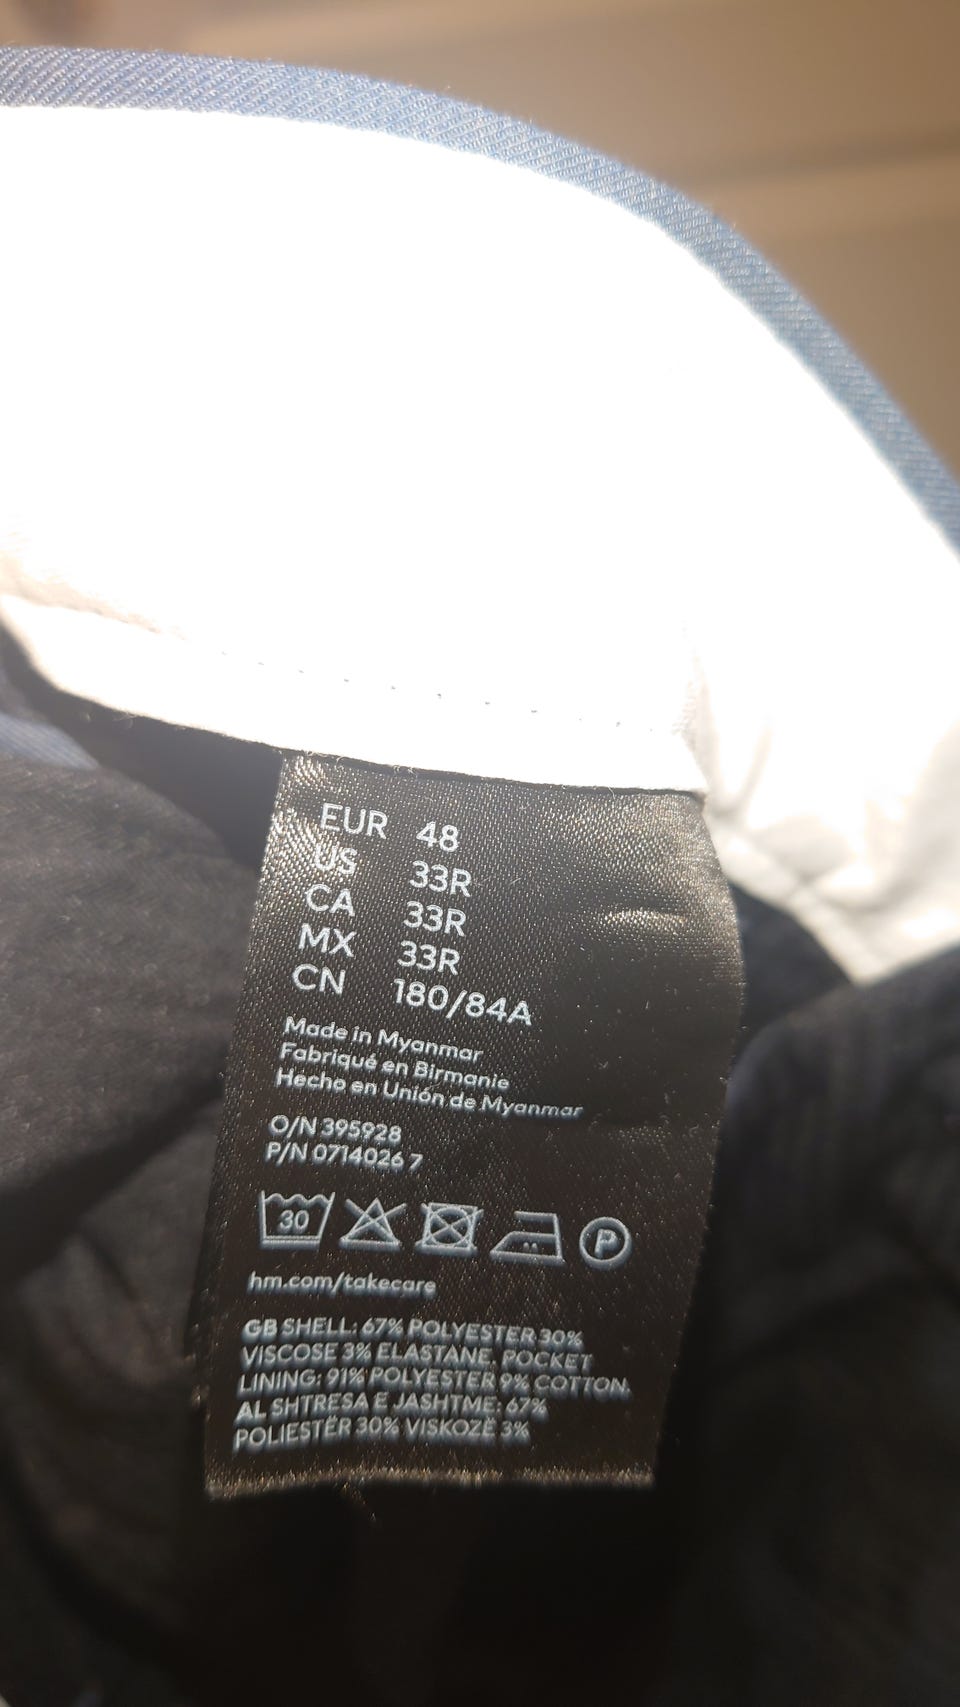 EUR 48
US 33R
CA 33R
MX 33R
CN 180/84A
Made in Myanmar
Fabriqué en Birmanie
Hecho en Unión de Myanmar
O/N 395928
P/N 0714026 7
30 P
hm.com/takecare
GB SHELL: 67% POLYESTER 30%
VISCOSE 3% ELASTANE. POCKET
LINING: 91% POLYESTER 9% COTTON.
AL SHTRESA E JASHTME: 67%
POLIESTËR 30% VISKOZË 3%